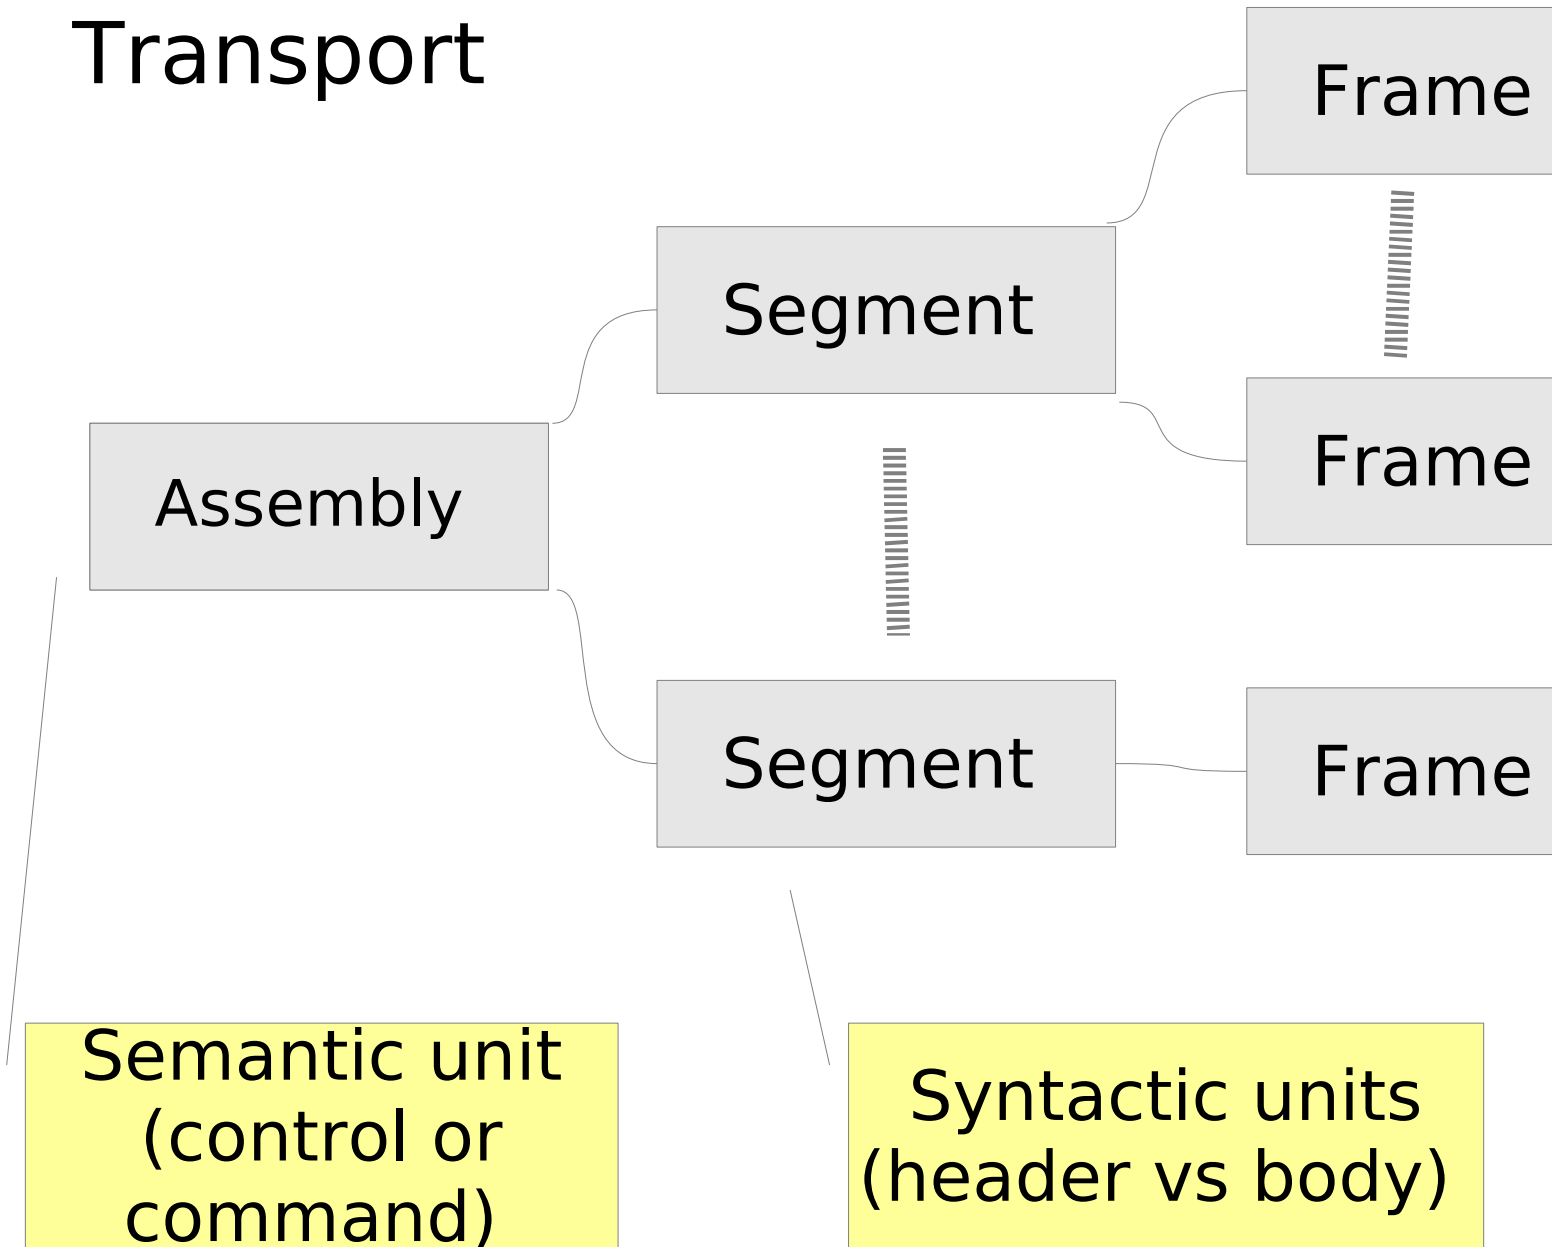 Transport
Frame
Segment
Frame
Assembly
Segment
Frame
Semantic unit
(control or
command)
Syntactic units
(header vs body)